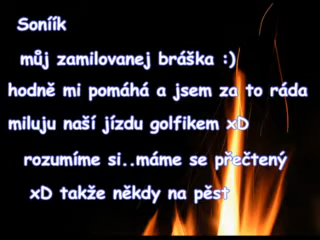 Soníík
můj zamilovanej bráška :)
hodně mi pomáhá a jsem za to ráda
miluju naší jízdu golfikem xD
rozumíme si..máme se přečtený
xD takže někdy na pěst